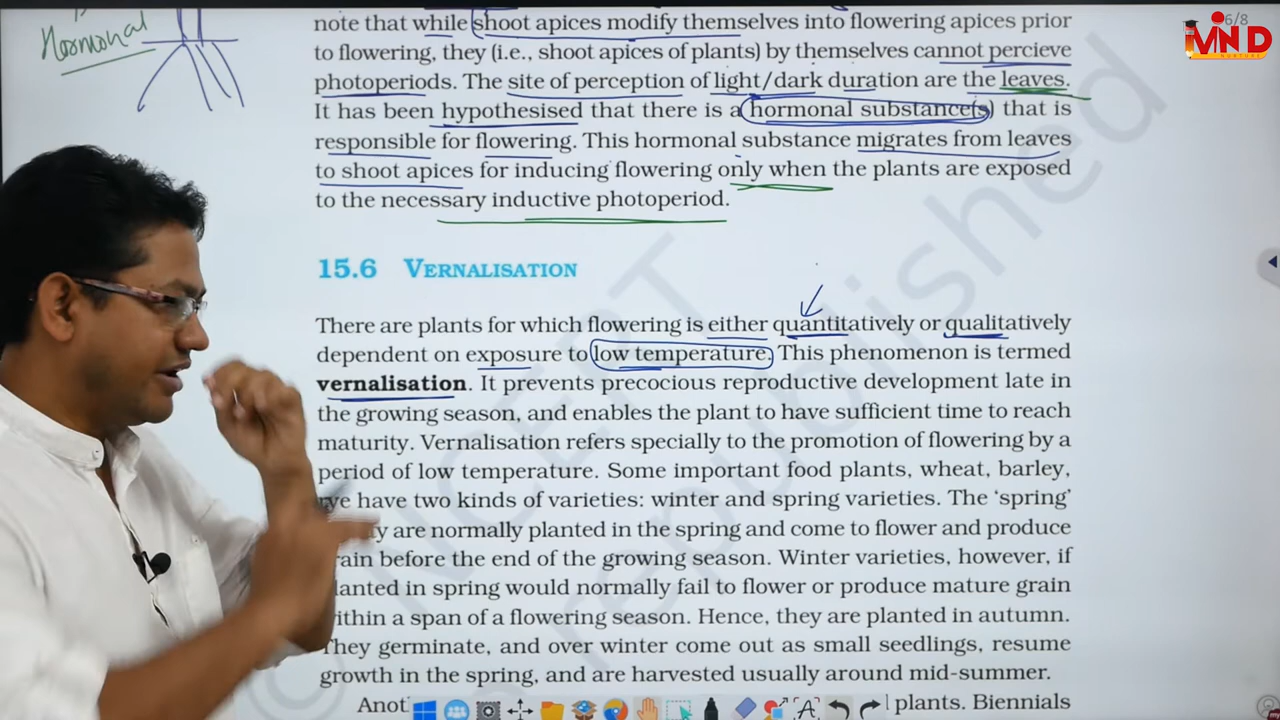 Hormonal
6/8
MND
NURTURE
note that while shoot apices modify themselves into flowering apices prior
to flowering, they (i.e., shoot apices of plants) by themselves cannot percieve
photoperiods. The site of perception of light/dark duration are the leaves.
It has been hypothesised that there is a hormonal substance(s) that is
responsible for flowering. This hormonal substance migrates from leaves
to shoot apices for inducing flowering only when the plants are exposed
to the necessary inductive photoperiod.
15.6 VERNALISATION
There are plants for which flowering is either quantitatively or qualitatively
dependent on exposure to low temperature. This phenomenon is termed
vernalisation. It prevents precocious reproductive development late in
the growing season, and enables the plant to have sufficient time to reach
maturity. Vernalisation refers specially to the promotion of flowering by a
period of low temperature. Some important food plants, wheat, barley,
rye have two kinds of varieties: winter and spring varieties. The ‘spring’
y are normally planted in the spring and come to flower and produce
rain before the end of the growing season. Winter varieties, however, if
lanted in spring would normally fail to flower or produce mature grain
ithin a span of a flowering season. Hence, they are planted in autumn.
They germinate, and over winter come out as small seedlings, resume
growth in the spring, and are harvested usually around mid-summer.
Anot plants. Biennials
© NCERT
republished